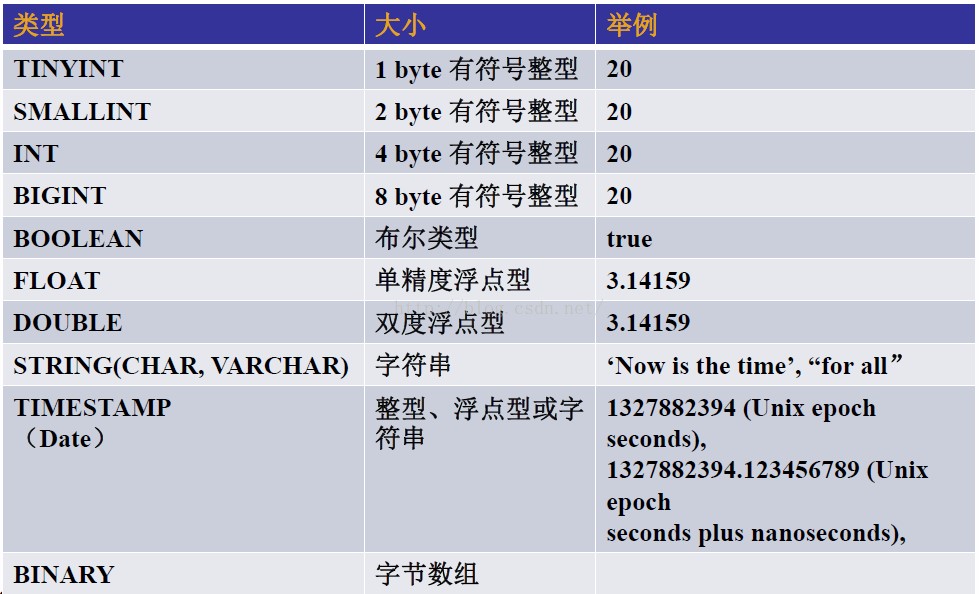 类型 大小 举例
TINYINT 1 byte 有符号整型 20
SMALLINT 2 byte 有符号整型 20
INT 4 byte 有符号整型 20
BIGINT 8 byte 有符号整型 20
BOOLEAN 布尔类型 true
FLOAT 单精度浮点型 3.14159
http://blog.csdn.net/
DOUBLE 双度浮点型 3.14159
STRING(CHAR, VARCHAR) 字符串 ‘Now is the time’, “for all”
TIMESTAMP 整型、浮点型或字 1327882394 (Unix epoch
（Date） 符串 seconds),
1327882394.123456789 (Unix
epoch
seconds plus nanoseconds),
BINARY 字节数组